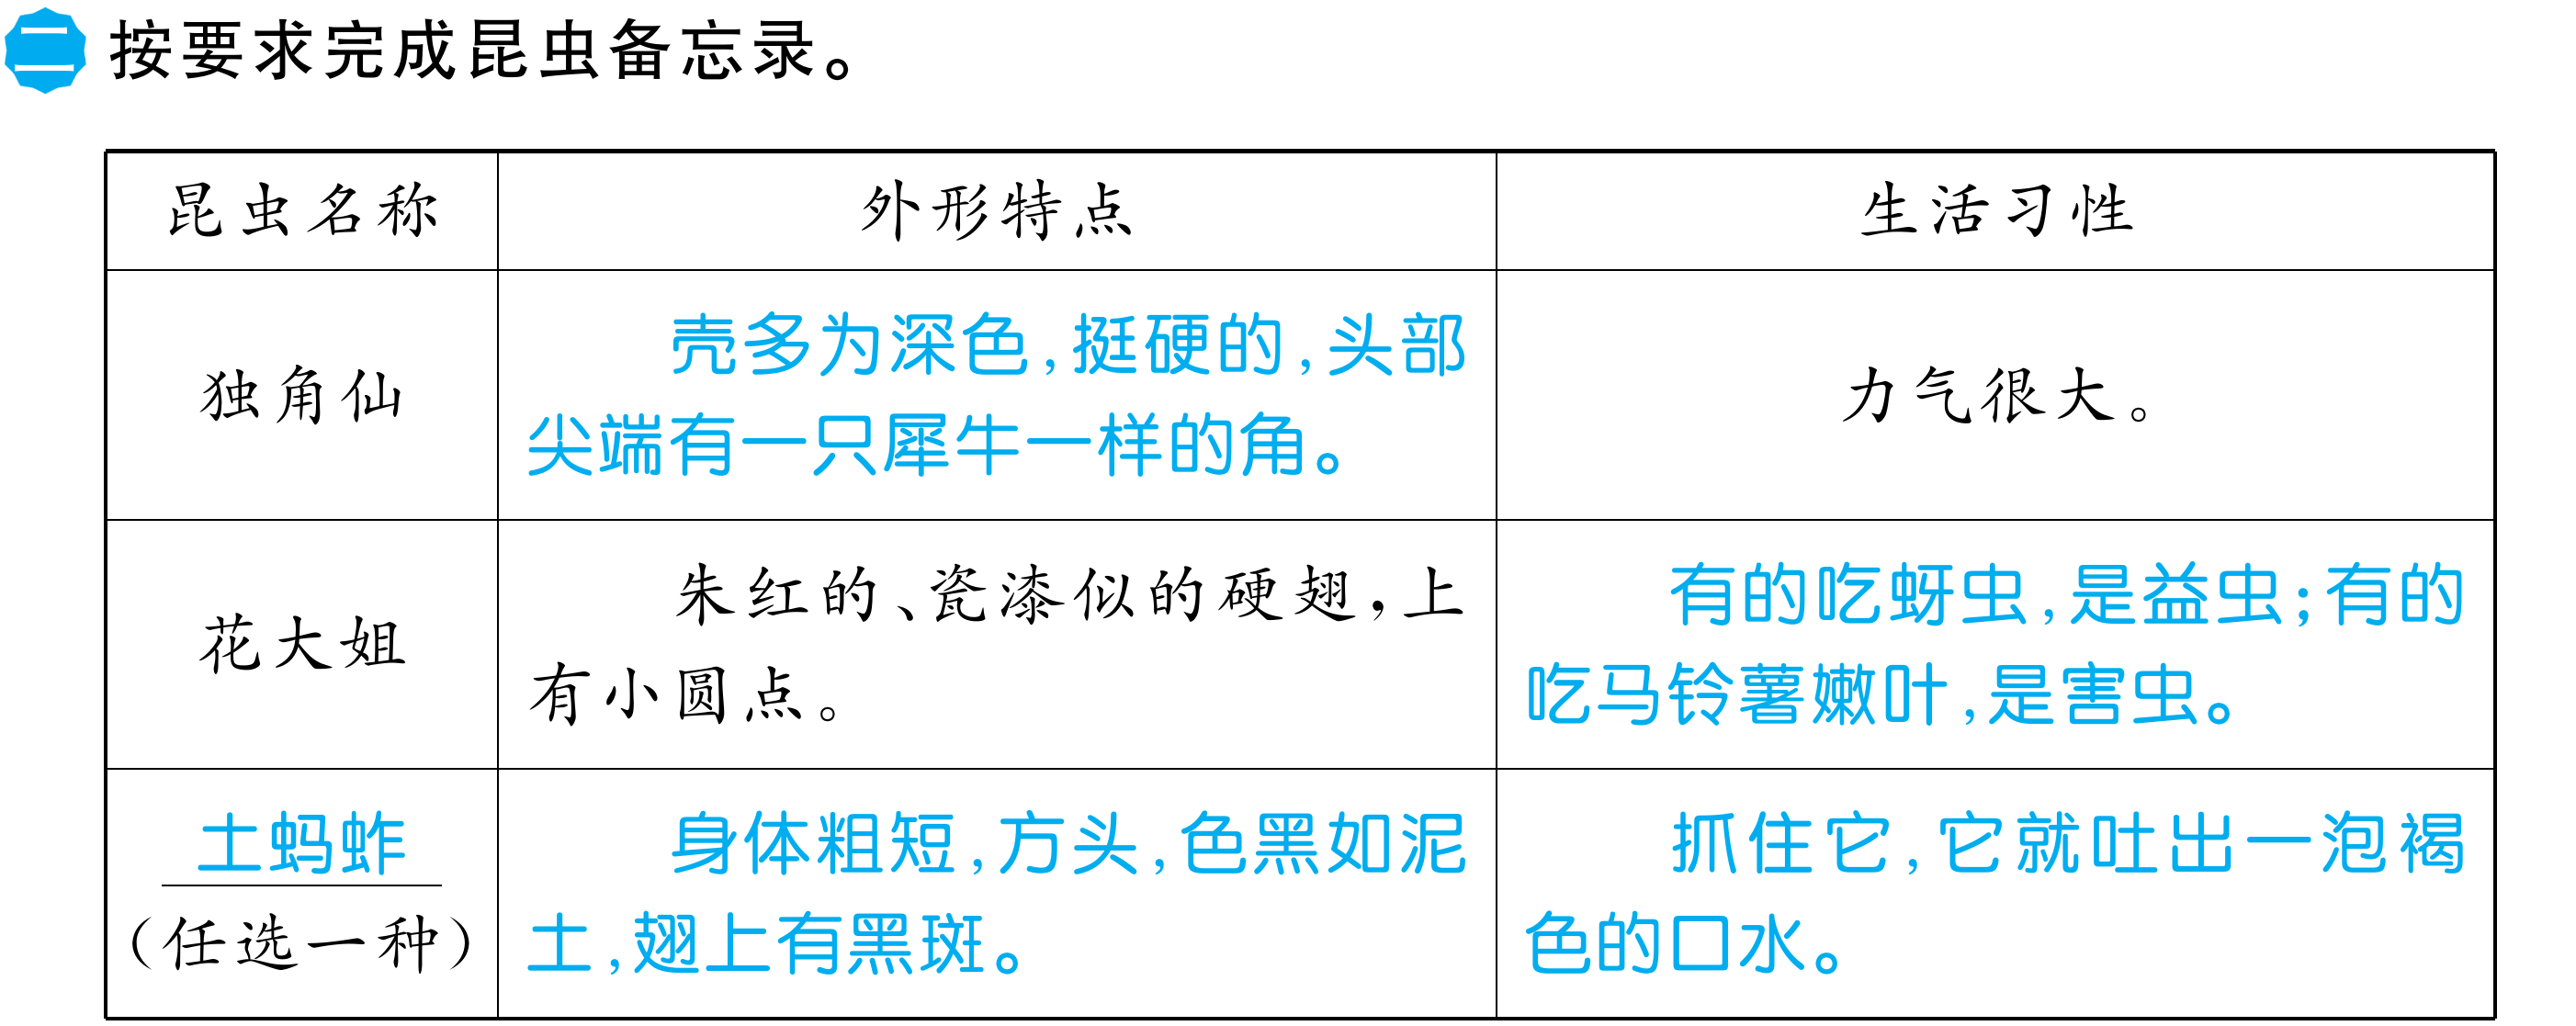 二 按要求完成昆虫备忘录。
昆虫名称 外形特点 生活习性
独角仙
壳多为深色,挺硬的,头部
尖端有一只犀牛一样的角。
力气很大。
花大姐
朱红的、瓷漆似的硬翅,上
有小圆点。
有的吃蚜虫,是益虫;有的
吃马铃薯嫩叶,是害虫。
土蚂蚱
(任选一种)
身体粗短,方头,色黑如泥
土,翅上有黑斑。
抓住它,它就吐出一泡褐
色的口水。